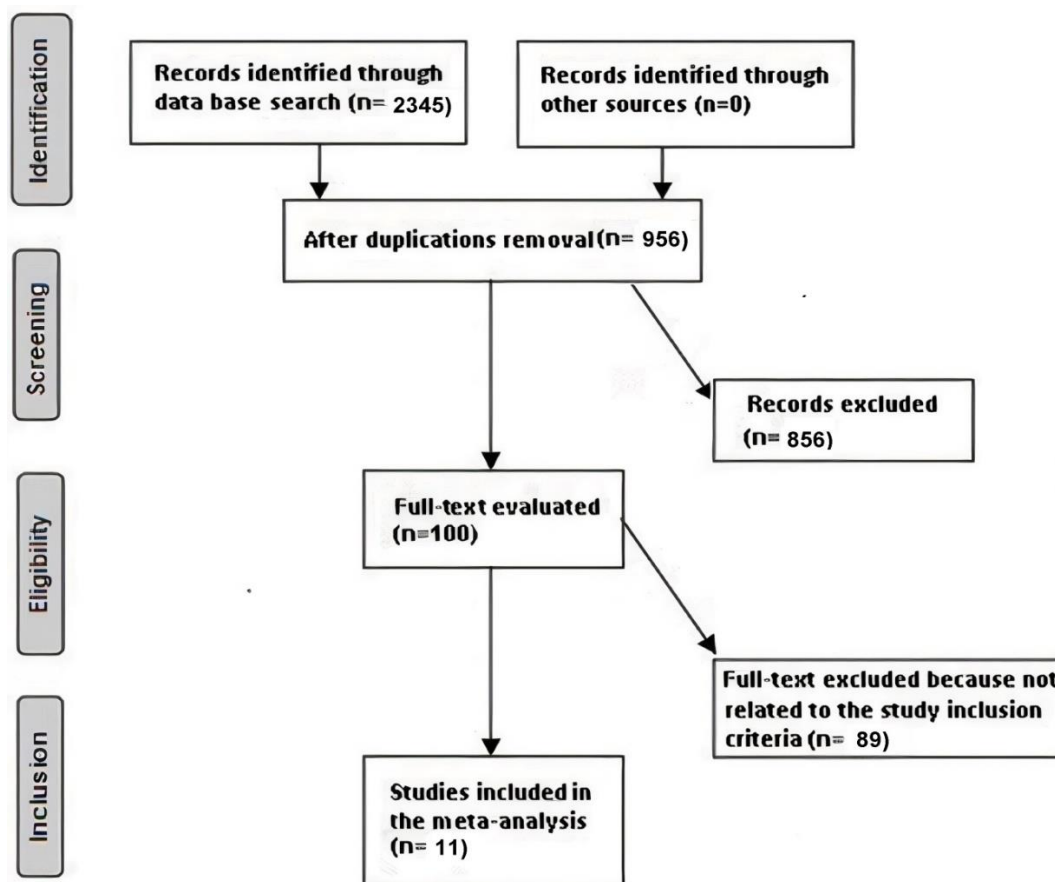 Identification
Records identified through
data base search (n= 2345)
Records identified through
other sources (n=0)
After duplications removal(n= 956)
Screening
Records excluded
(n= 856)
Eligibility
Full-text evaluated
(n=100)
Full-text excluded because not
related to the study inclusion
criteria (n= 89)
Inclusion
Studies included in
the meta-analysis
(n= 11)